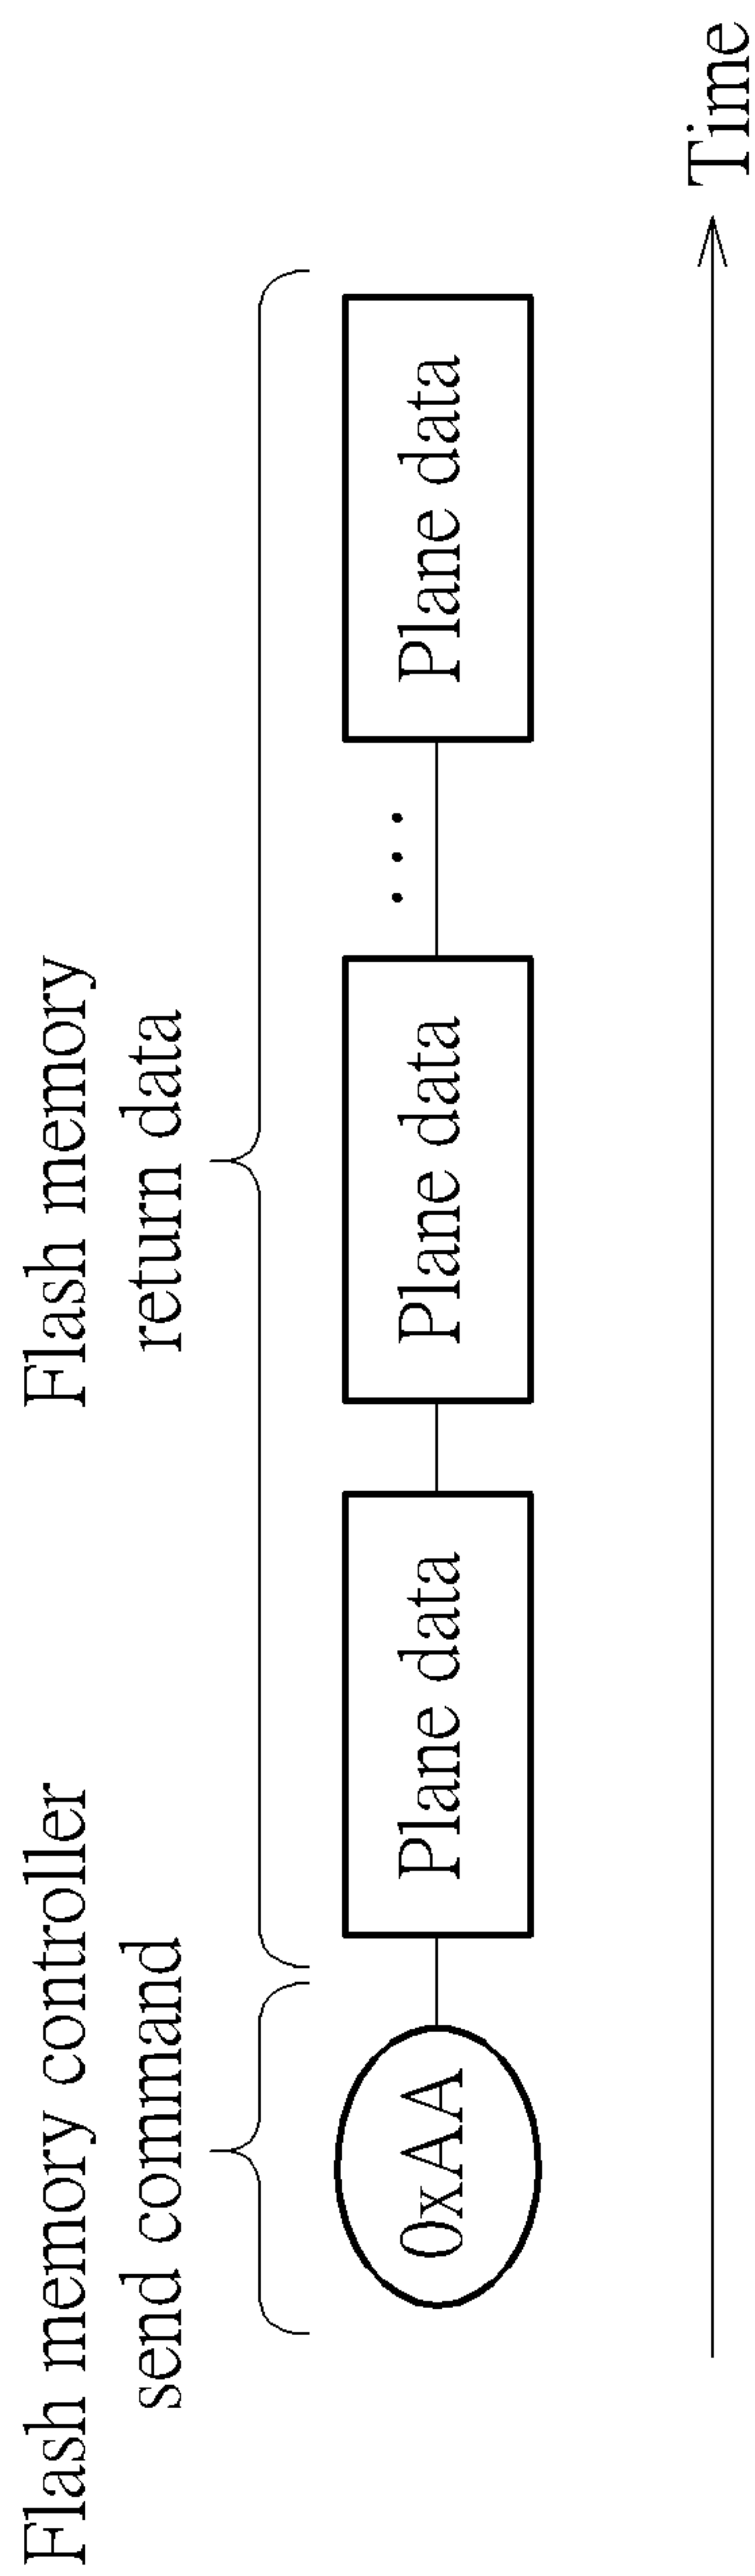 Flash memory controller
send command
Flash memory
return data
0xAA
Plane data
Plane data
...
Plane data
Time